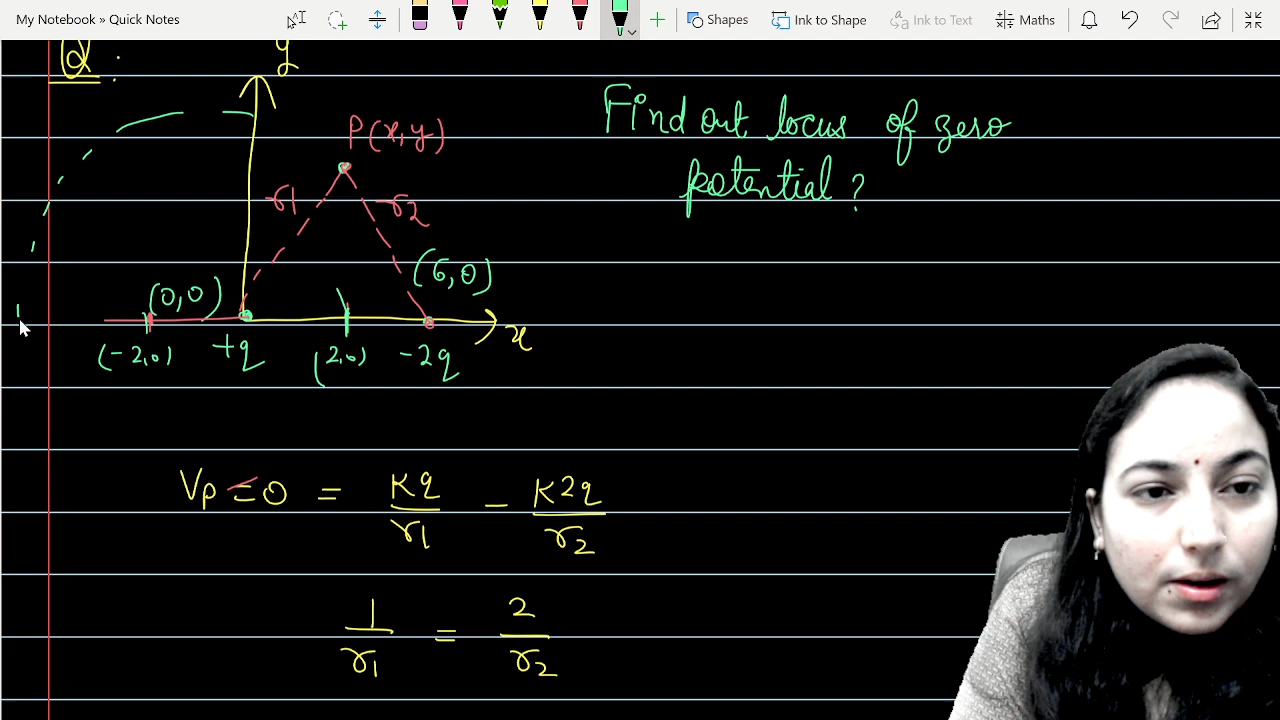 My Notebook » Quick Notes
Shapes
Ink to Shape
Ink to Text
Maths
Q :
y
Find out locus of zero
potential ?
P(x,y)
r1
r2
(6,0)
(0,0)
x
(-2,0)
+q
(2,0)
-2q
Vp = 0 = Kq/r1 - K2q/r2
1/r1 = 2/r2